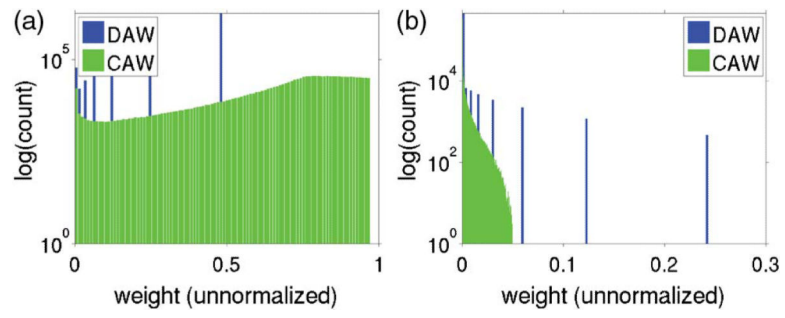 (a)
DAW
CAW
10^5
10^0
log(count)
0
0.5
1
weight (unnormalized)
(b)
DAW
CAW
10^4
10^2
10^0
log(count)
0
0.1
0.2
0.3
weight (unnormalized)